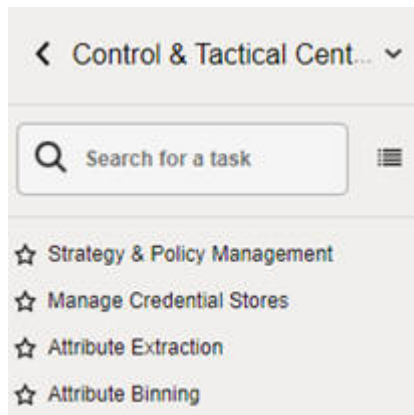 Control & Tactical Cent...
Search for a task
Strategy & Policy Management
Manage Credential Stores
Attribute Extraction
Attribute Binning